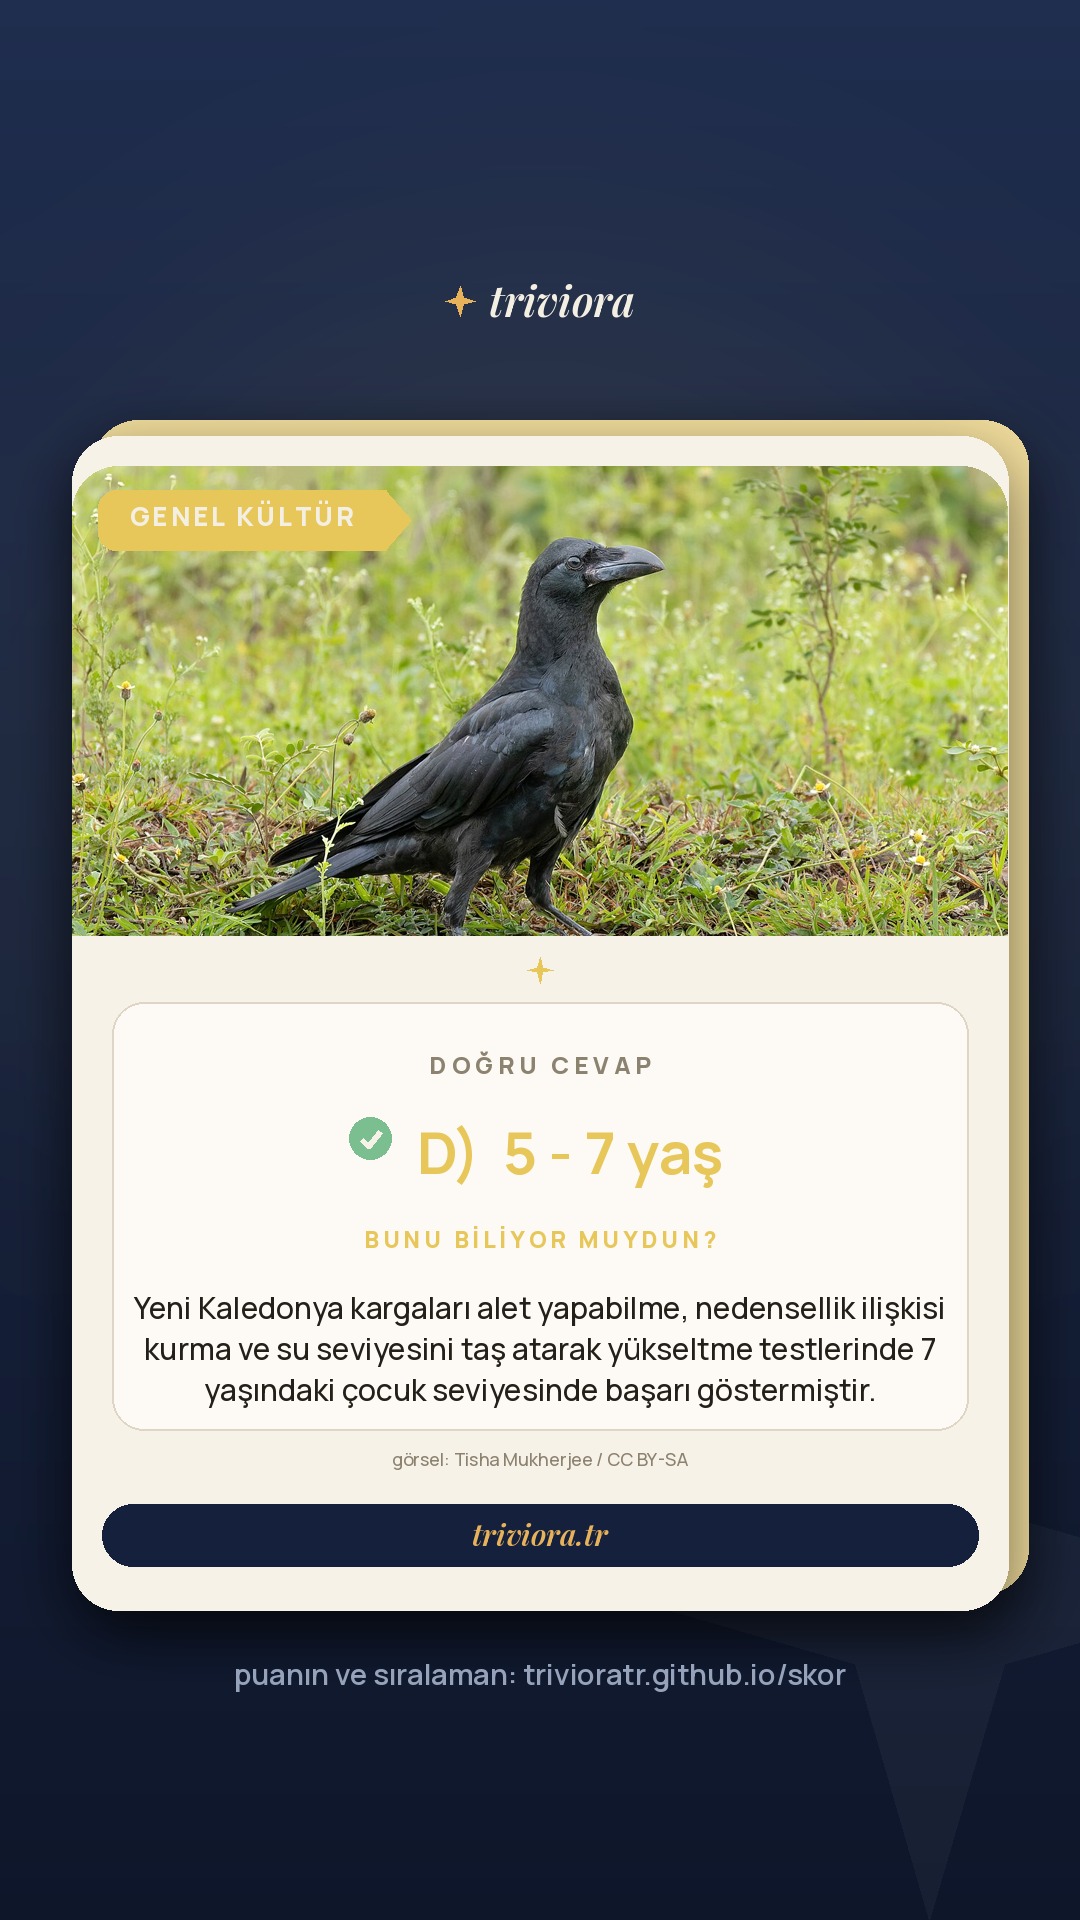 triviora
GENEL KÜLTÜR
DOĞRU CEVAP
D) 5 - 7 yaş
BUNU BİLİYOR MUYDUN?
Yeni Kaledonya kargaları alet yapabilme, nedensellik ilişkisi
kurma ve su seviyesini taş atarak yükseltme testlerinde 7
yaşındaki çocuk seviyesinde başarı göstermiştir.
görsel: Tisha Mukherjee / CC BY-SA
triviora.tr
puanın ve sıralaman: trivioratr.github.io/skor